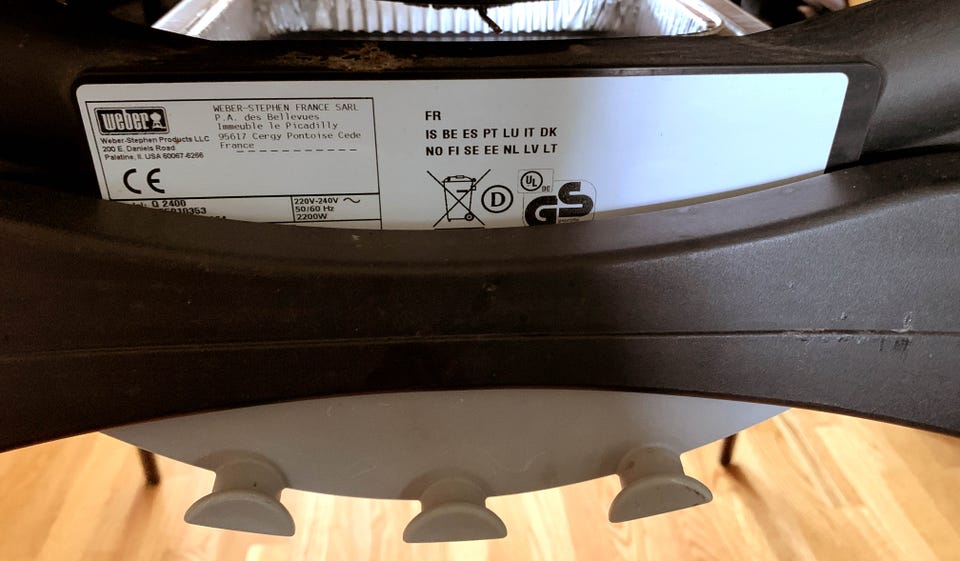 weber
Weber-Stephen Products LLC
200 E. Daniels Road
Palatine, IL USA 60067-6266
WEBER-STEPHEN FRANCE SARL
P.A. des Bellevues
Immeuble le Picadilly
95617 Cergy Pontoise Cede
France
CE
Q 2400
220V-240V
50/60 Hz
2200W
FR
IS BE ES PT LU IT DK
NO FI SE EE NL LV LT
D
UL
GS